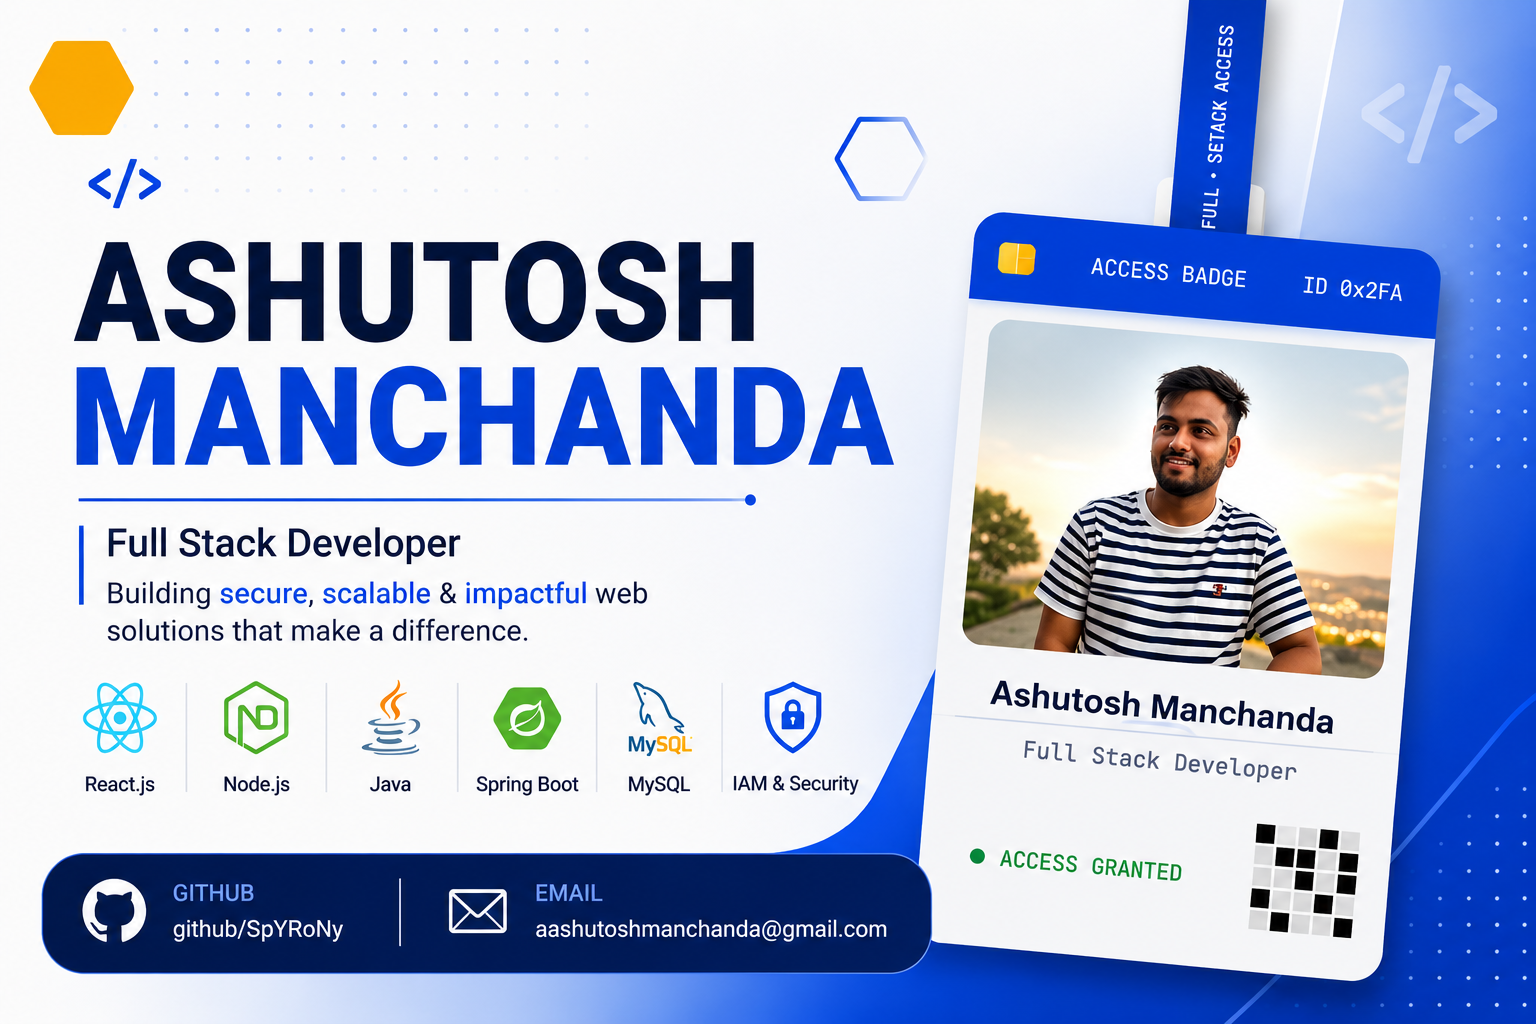 </>
ASHUTOSH
MANCHANDA
Full Stack Developer
Building secure, scalable & impactful web
solutions that make a difference.
React.js
Node.js
Java
Spring Boot
MySQL
MySQL
IAM & Security
GITHUB
github/SpYRoNy
EMAIL
aashutoshmanchanda@gmail.com
FULL • SETACK ACCESS
</>
ACCESS BADGE
ID 0x2FA
Ashutosh Manchanda
Full Stack Developer
ACCESS GRANTED